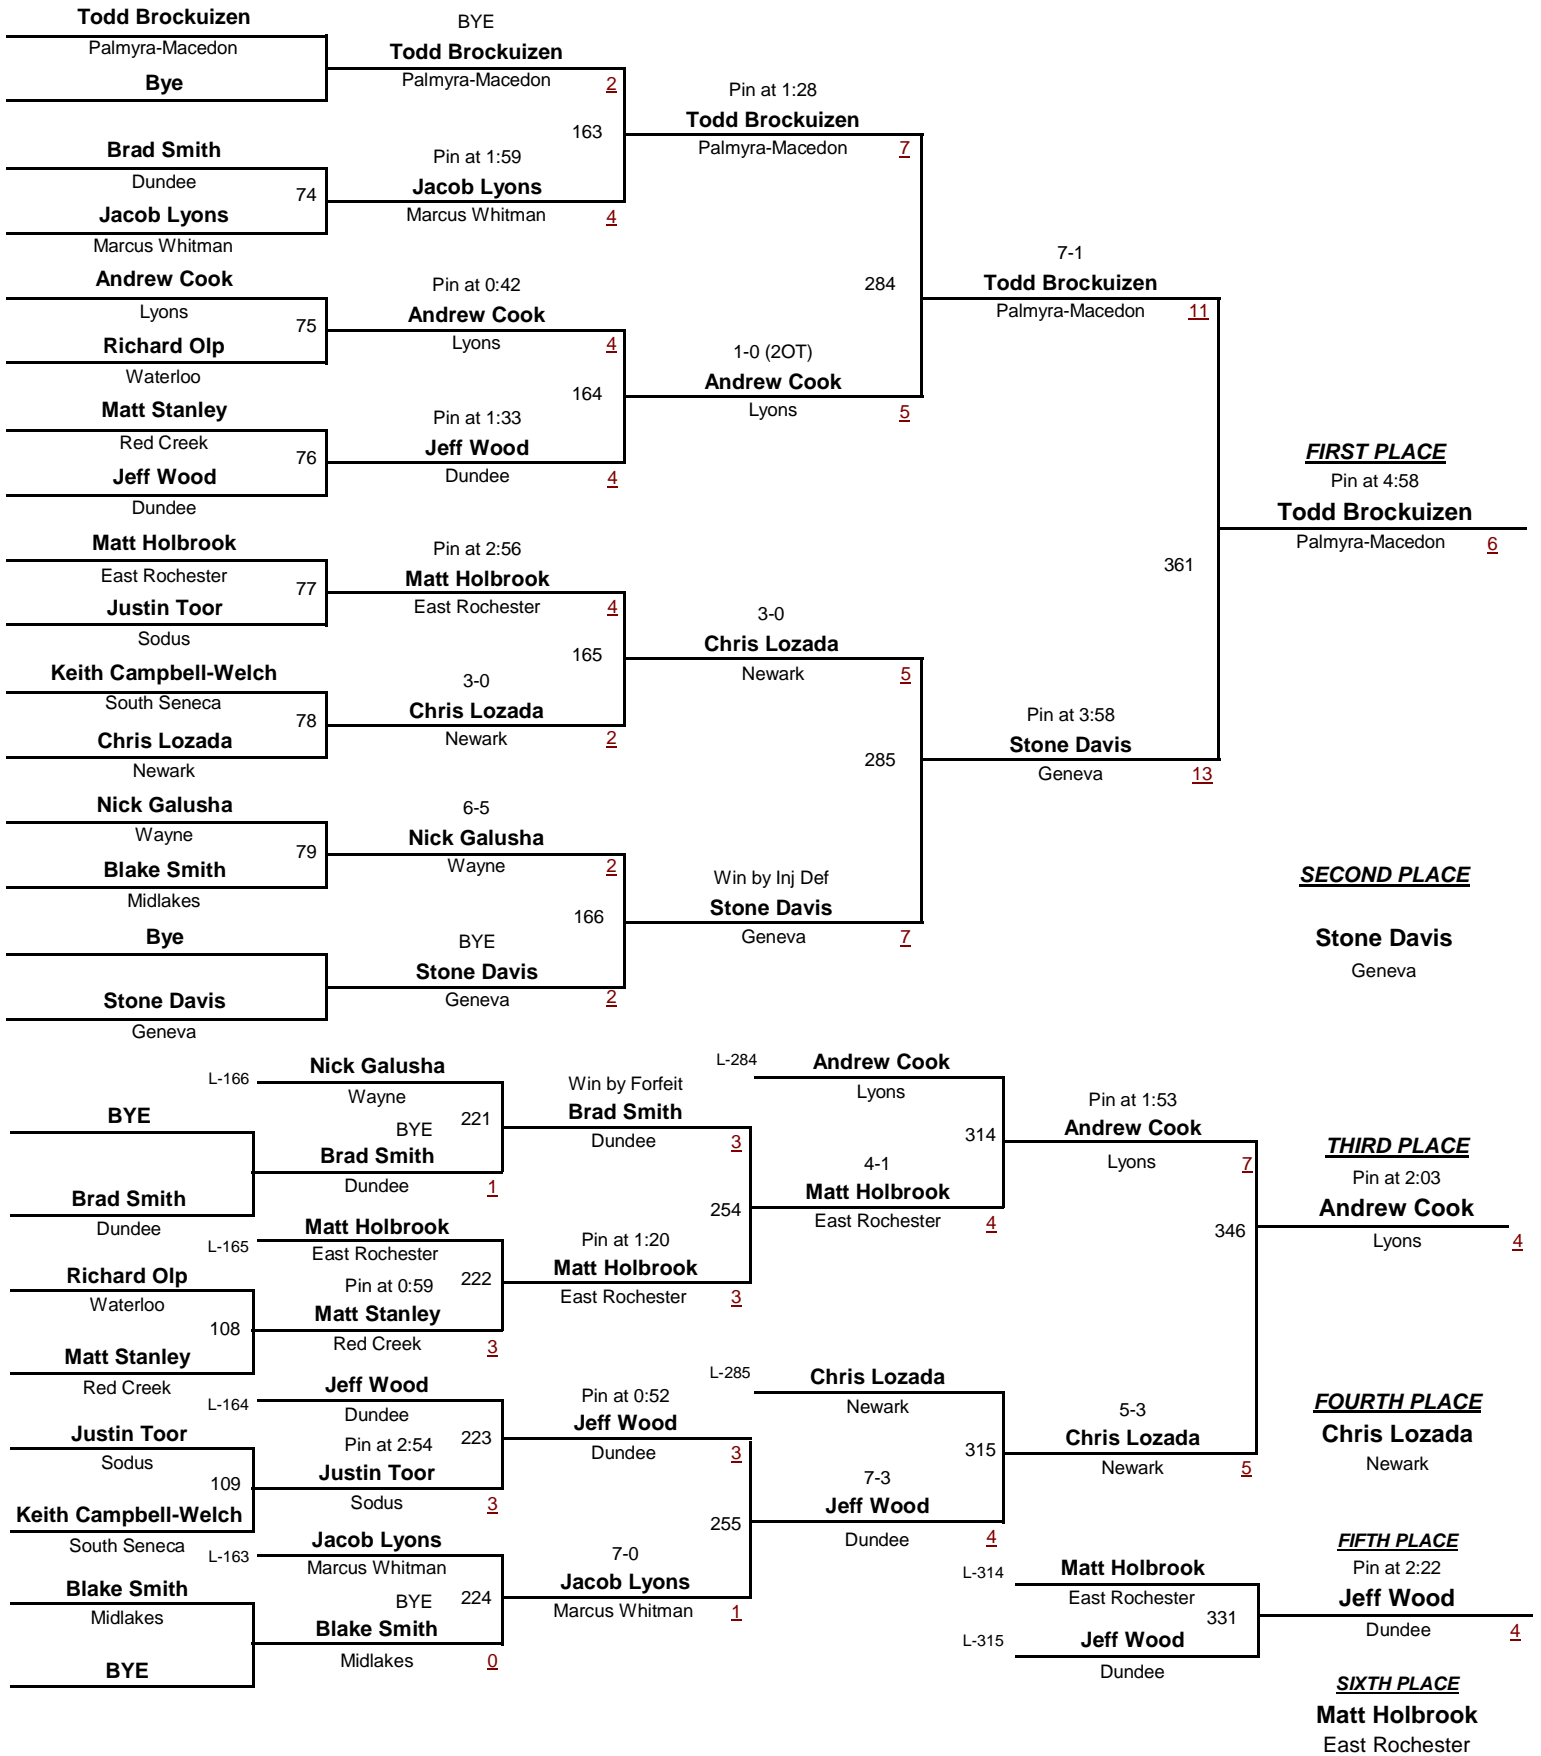 Todd Brockuizen
Palmyra-Macedon
Bye
Brad Smith
Dundee
74
Jacob Lyons
Marcus Whitman
Andrew Cook
Lyons
75
Richard Olp
Waterloo
Matt Stanley
Red Creek
76
Jeff Wood
Dundee
Matt Holbrook
East Rochester
77
Justin Toor
Sodus
Keith Campbell-Welch
South Seneca
78
Chris Lozada
Newark
Nick Galusha
Wayne
79
Blake Smith
Midlakes
Bye
Stone Davis
Geneva
BYE
Todd Brockuizen
Palmyra-Macedon 2
163
Pin at 1:59
Jacob Lyons
Marcus Whitman 4
Pin at 0:42
Andrew Cook
Lyons 4
164
Pin at 1:33
Jeff Wood
Dundee 4
Pin at 2:56
Matt Holbrook
East Rochester 4
165
3-0
Chris Lozada
Newark 2
6-5
Nick Galusha
Wayne 2
166
BYE
Stone Davis
Geneva 2
Pin at 1:28
Todd Brockuizen
Palmyra-Macedon 7
284
1-0 (2OT)
Andrew Cook
Lyons 5
3-0
Chris Lozada
Newark 5
285
Win by Inj Def
Stone Davis
Geneva 7
7-1
Todd Brockuizen
Palmyra-Macedon 11
361
Pin at 3:58
Stone Davis
Geneva 13
FIRST PLACE
Pin at 4:58
Todd Brockuizen
Palmyra-Macedon 6
SECOND PLACE
Stone Davis
Geneva
BYE
Brad Smith
Dundee
Richard Olp
Waterloo
108
Matt Stanley
Red Creek
Justin Toor
Sodus
109
Keith Campbell-Welch
South Seneca
Blake Smith
Midlakes
BYE
L-166 Nick Galusha
Wayne
221
BYE
Brad Smith
Dundee 1
L-165 Matt Holbrook
East Rochester
222
Pin at 0:59
Matt Stanley
Red Creek 3
L-164 Jeff Wood
Dundee
223
Pin at 2:54
Justin Toor
Sodus 3
L-163 Jacob Lyons
Marcus Whitman
224
BYE
Blake Smith
Midlakes 0
Win by Forfeit
Brad Smith
Dundee 3
254
Pin at 1:20
Matt Holbrook
East Rochester 3
Pin at 0:52
Jeff Wood
Dundee 3
255
7-0
Jacob Lyons
Marcus Whitman 1
L-284 Andrew Cook
Lyons
314
4-1
Matt Holbrook
East Rochester 4
L-285 Chris Lozada
Newark
315
7-3
Jeff Wood
Dundee 4
Pin at 1:53
Andrew Cook
Lyons 7
346
5-3
Chris Lozada
Newark 5
THIRD PLACE
Pin at 2:03
Andrew Cook
Lyons 4
FOURTH PLACE
Chris Lozada
Newark
L-314 Matt Holbrook
East Rochester
331
L-315 Jeff Wood
Dundee
FIFTH PLACE
Pin at 2:22
Jeff Wood
Dundee 4
SIXTH PLACE
Matt Holbrook
East Rochester